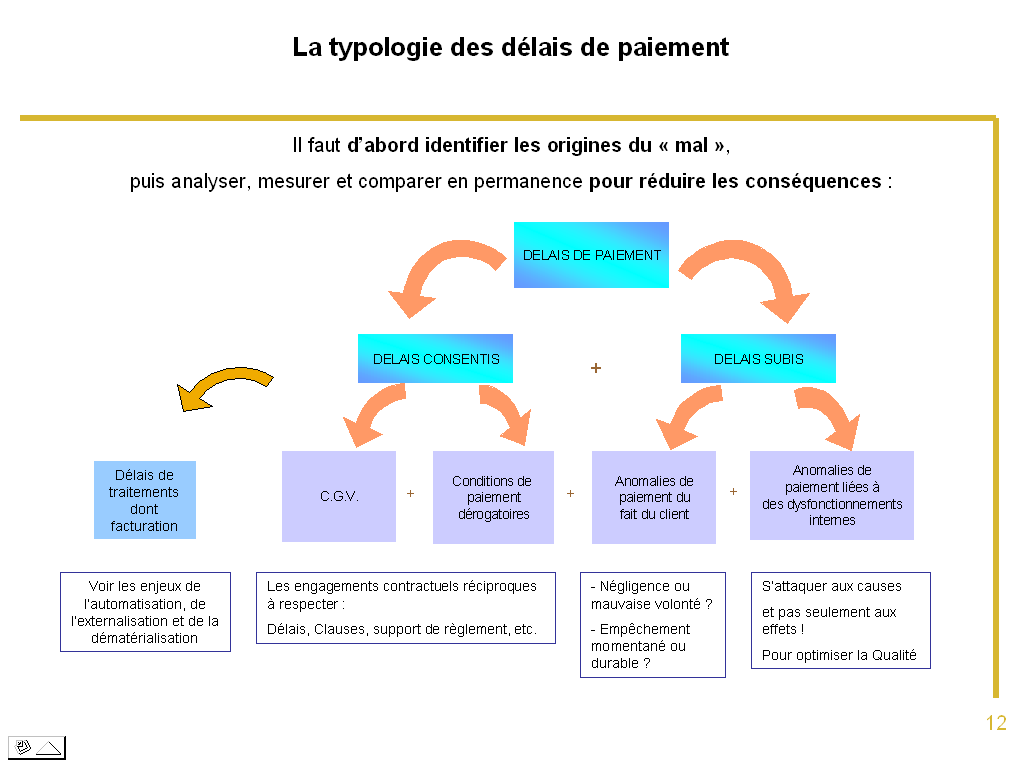 La typologie des délais de paiement
Il faut d'abord identifier les origines du « mal »,
puis analyser, mesurer et comparer en permanence pour réduire les conséquences :
DELAIS DE PAIEMENT
DELAIS CONSENTIS
+
DELAIS SUBIS
Délais de
traitements
dont
facturation
C.G.V.
+
Conditions de
paiement
dérogatoires
+
Anomalies de
paiement du
fait du client
+
Anomalies de
paiement liées à
des dysfonctionnements
internes
Voir les enjeux de
l'automatisation, de
l'externalisation et de la
dématérialisation
Les engagements contractuels réciproques
à respecter :
Délais, Clauses, support de règlement, etc.
- Négligence ou
mauvaise volonté ?
- Empêchement
momentané ou
durable ?
S'attaquer aux causes
et pas seulement aux
effets !
Pour optimiser la Qualité
12